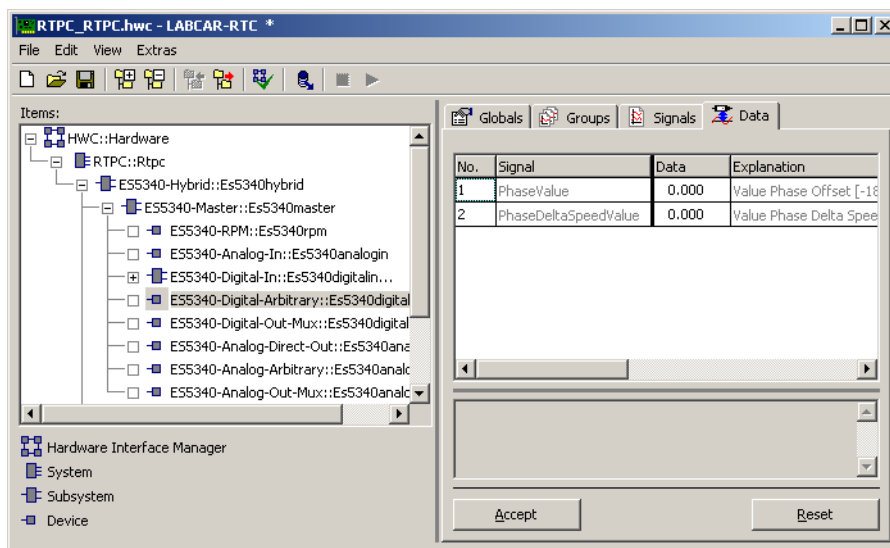 RTPC_RTPC.hwc - LABCAR-RTC *
File Edit View Extras
Items:
HWC::Hardware
RTPC::Rtpc
ES5340-Hybrid::Es5340hybrid
ES5340-Master::Es5340master
ES5340-RPM::Es5340rpm
ES5340-Analog-In::Es5340analogin
ES5340-Digital-In::Es5340digitalin...
ES5340-Digital-Arbitrary::Es5340digital
ES5340-Digital-Out-Mux::Es5340digital
ES5340-Analog-Direct-Out::Es5340ana
ES5340-Analog-Arbitrary::Es5340analo
ES5340-Analog-Out-Mux::Es5340analo
Hardware Interface Manager
System
Subsystem
Device
Globals Groups Signals Data
No. Signal Data Explanation
1 PhaseValue 0.000 Value Phase Offset [-18
2 PhaseDeltaSpeedValue 0.000 Value Phase Delta Spee
Accept Reset